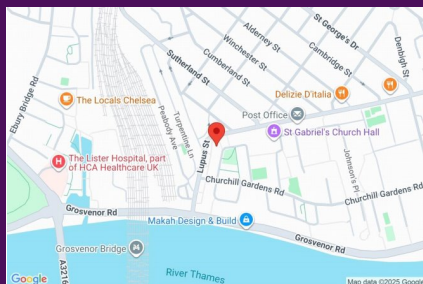 St George's Dr
Alderney St
Winchester St
Cumberland St
Sutherland St
Cambridge St
Denbigh St
Ebury Bridge Rd
The Locals Chelsea
Delizie D'italia
Post Office
Turpentine Ln
Peabody Ave
Lupus St
St Gabriel's Church Hall
The Lister Hospital, part
of HCA Healthcare UK
Johnson's Pl
Churchill Gardens Rd
Churchill Gardens Rd
Grosvenor Rd
Makah Design & Build
Grosvenor Rd
Grosvenor Bridge
A3216
River Thames
Google
Map data ©2025 Google